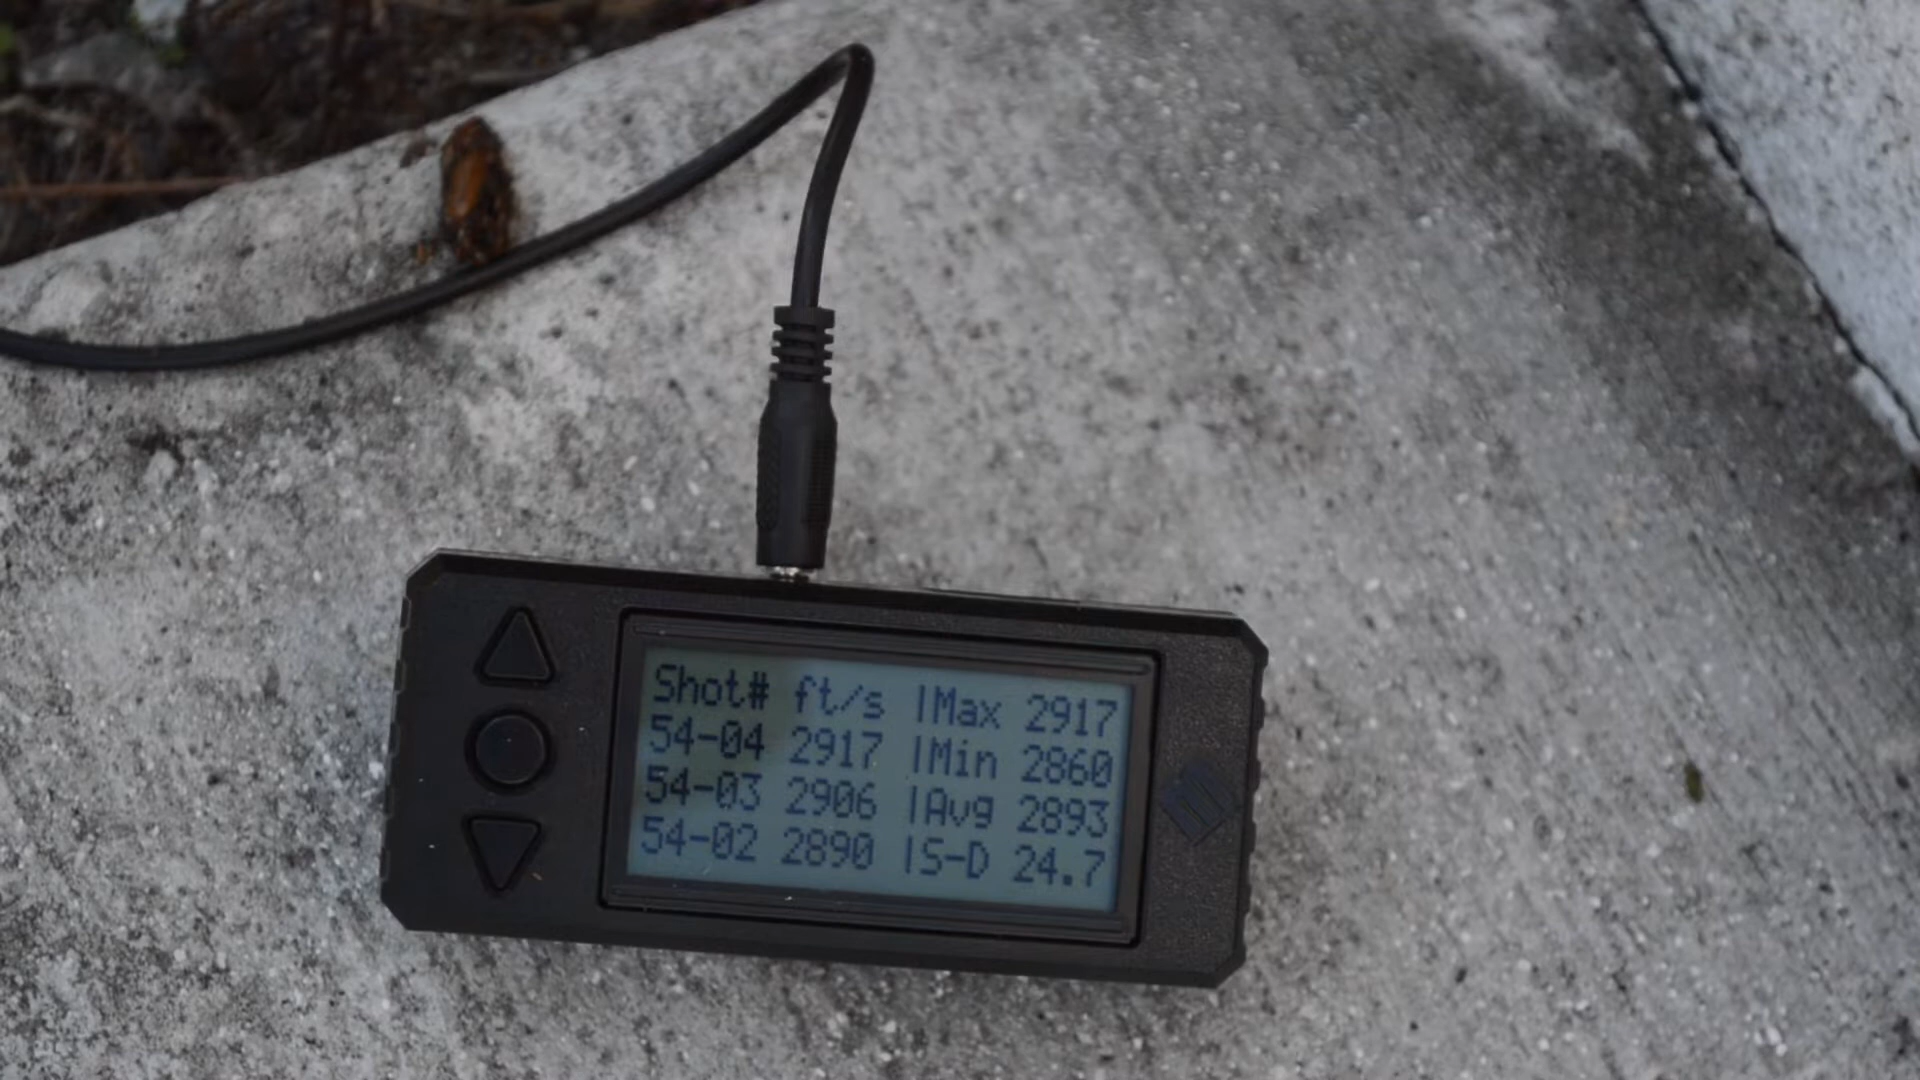 Shot# ft/s |Max 2917
54-04 2917 |Min 2860
54-03 2906 |Avg 2893
54-02 2890 |S-D 24.7